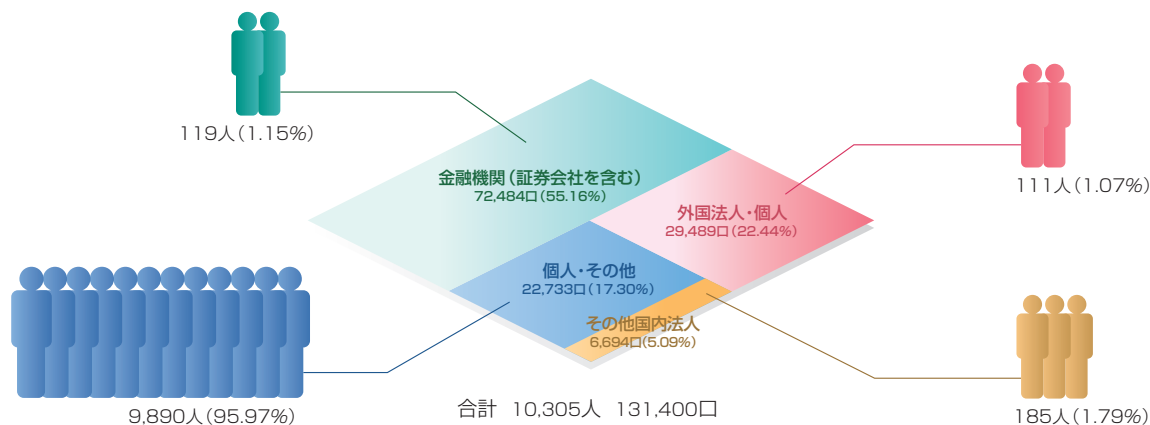 119人（1.15%）
金融機関（証券会社を含む）
72,484口（55.16%）
111人（1.07%）
外国法人・個人
29,489口（22.44%）
個人・その他
22,733口（17.30%）
その他国内法人
6,694口（5.09%）
9,890人（95.97%）
合計 10,305人 131,400口
185人（1.79%）